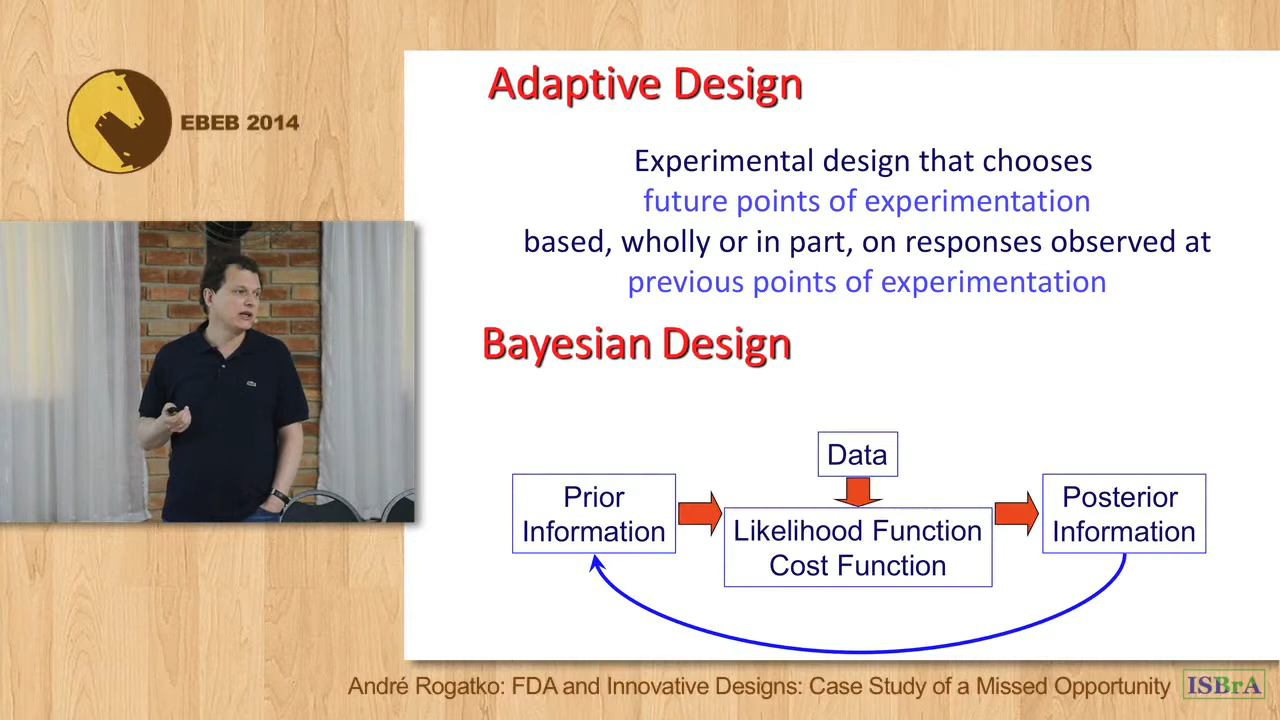 EBEB 2014
Adaptive Design
Experimental design that chooses
future points of experimentation
based, wholly or in part, on responses observed at
previous points of experimentation
Bayesian Design
Data
Prior
Information
Likelihood Function
Cost Function
Posterior
Information
André Rogatko: FDA and Innovative Designs: Case Study of a Missed Opportunity
ISBrA